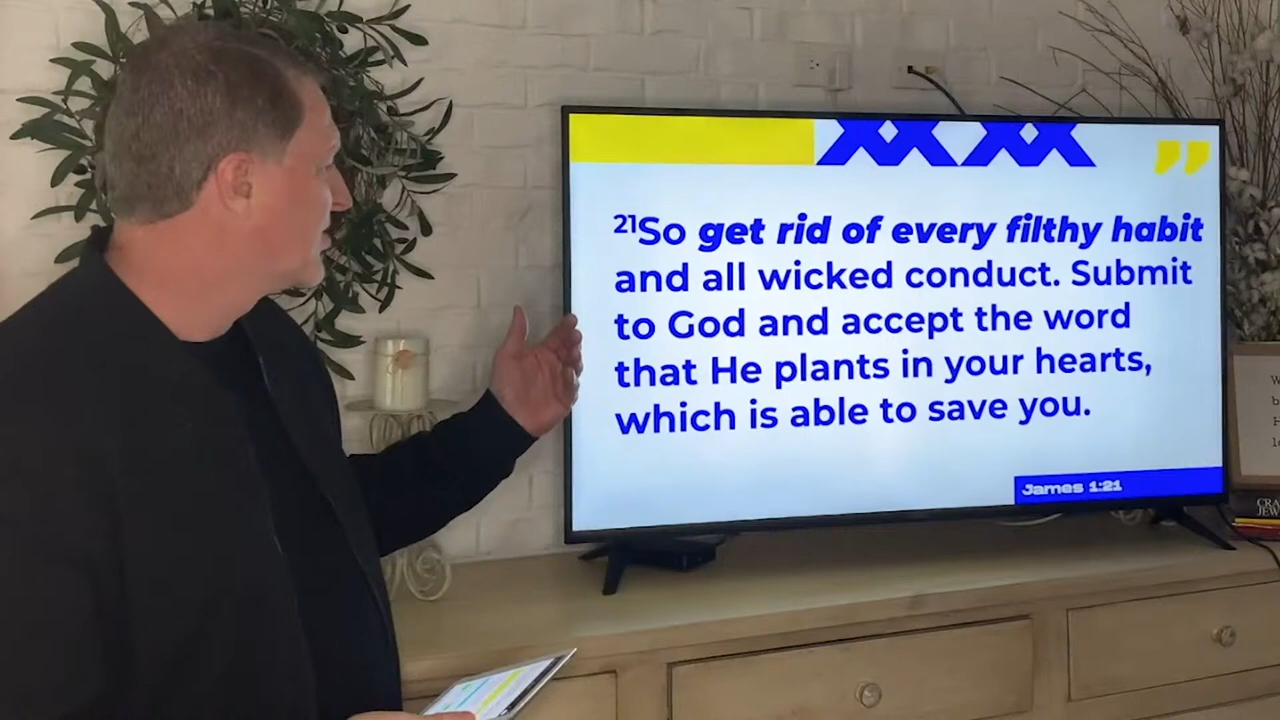 ²¹So get rid of every filthy habit
and all wicked conduct. Submit
to God and accept the word
that He plants in your hearts,
which is able to save you.
James 1:21